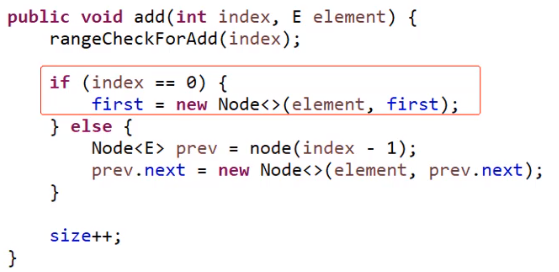 public void add(int index, E element) {
    rangeCheckForAdd(index);

    if (index == 0) {
        first = new Node<>(element, first);
    } else {
        Node<E> prev = node(index - 1);
        prev.next = new Node<>(element, prev.next);
    }

    size++;
}